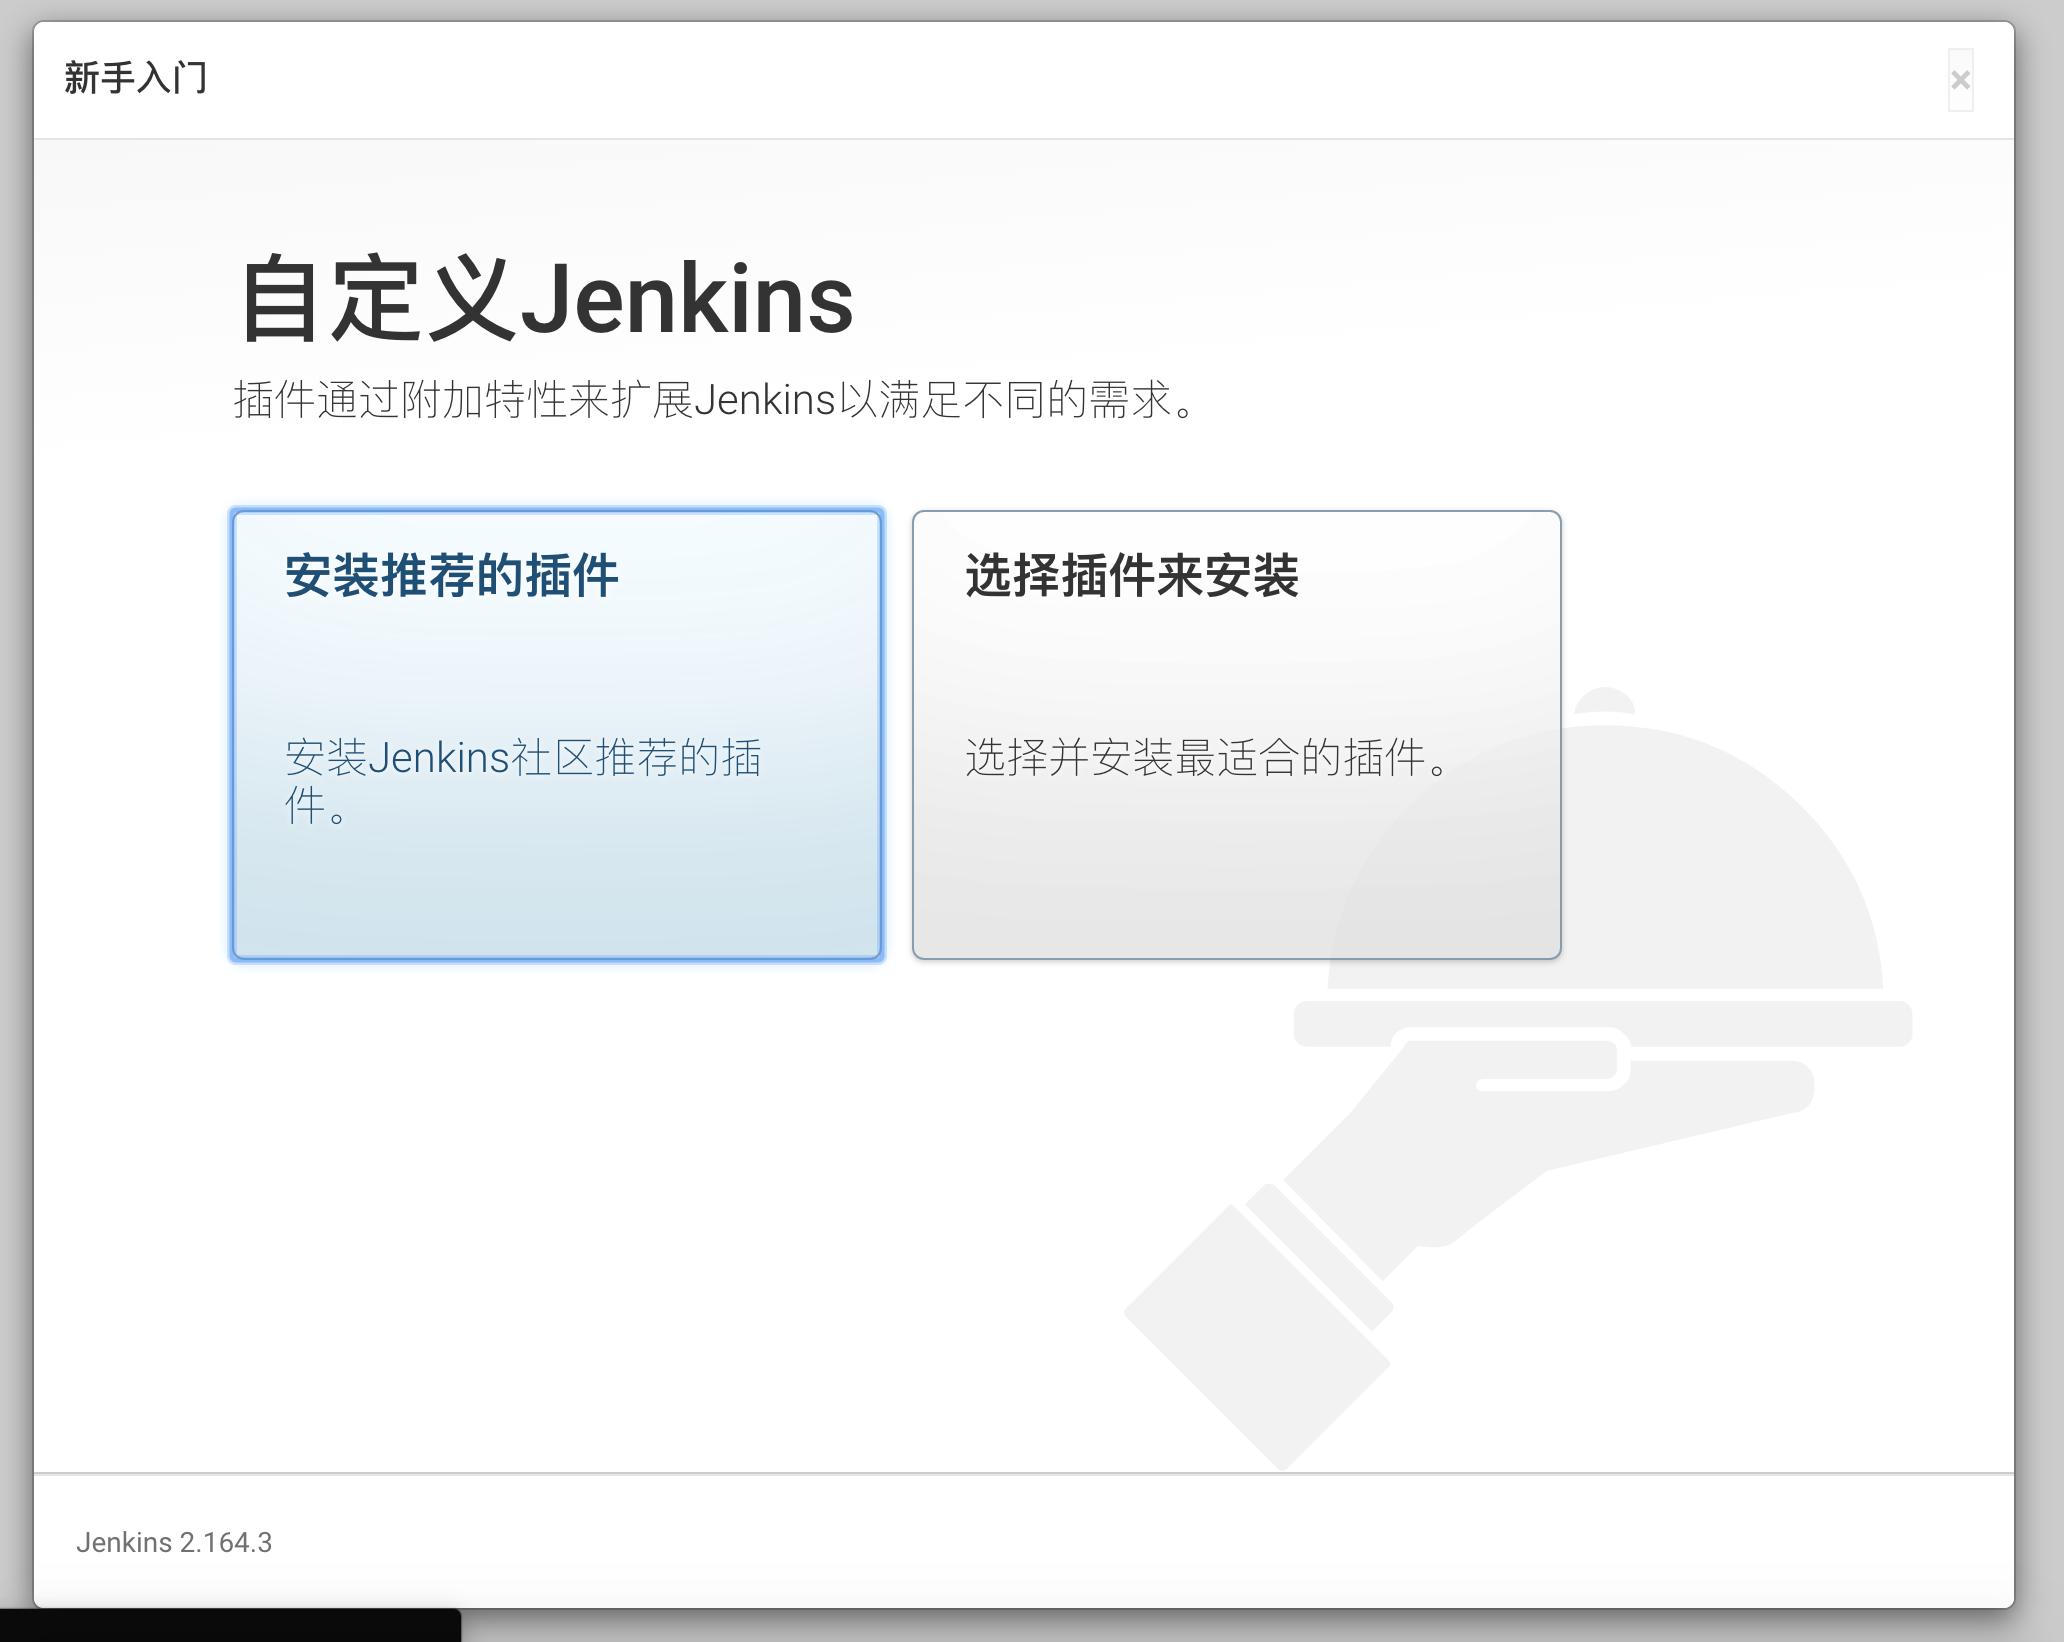 新手入门
×
自定义Jenkins
插件通过附加特性来扩展Jenkins以满足不同的需求。
安装推荐的插件
安装Jenkins社区推荐的插
件。
选择插件来安装
选择并安装最适合的插件。
Jenkins 2.164.3